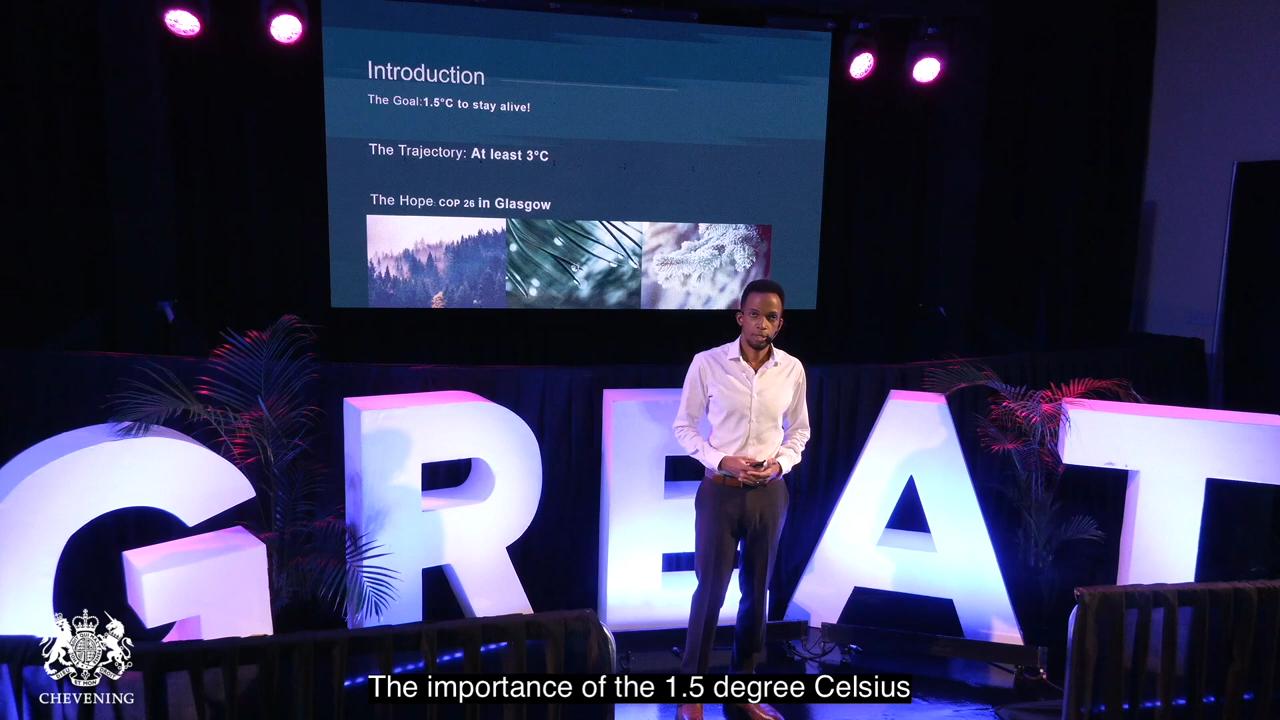 Introduction
The Goal:1.5°C to stay alive!
The Trajectory: At least 3°C
The Hope: COP 26 in Glasgow
GREAT
CHEVENING
The importance of the 1.5 degree Celsius